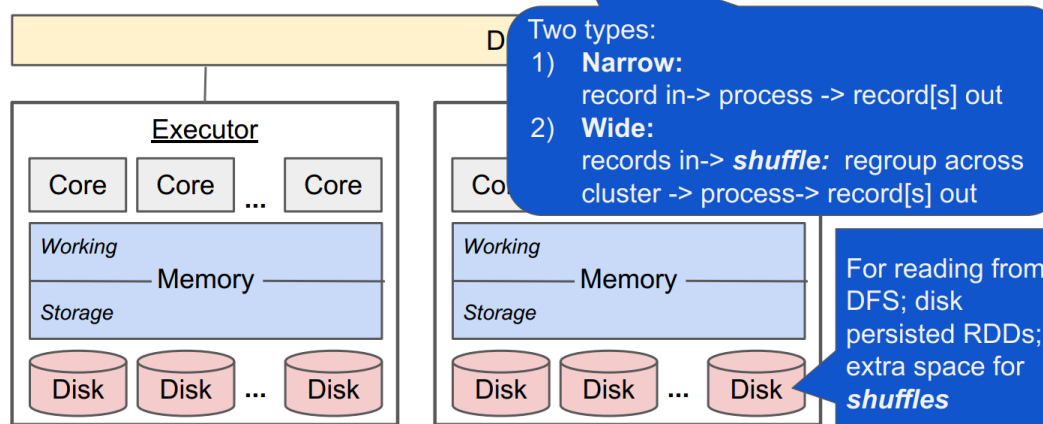 D
Two types:
1) Narrow:
record in-> process -> record[s] out
2) Wide:
records in-> shuffle: regroup across
cluster -> process-> record[s] out
Executor
Core Core ... Core
Working
Memory
Storage
Disk Disk ... Disk
Co
Working
Memory
Storage
Disk Disk ... Disk
For reading from
DFS; disk
persisted RDDs;
extra space for
shuffles